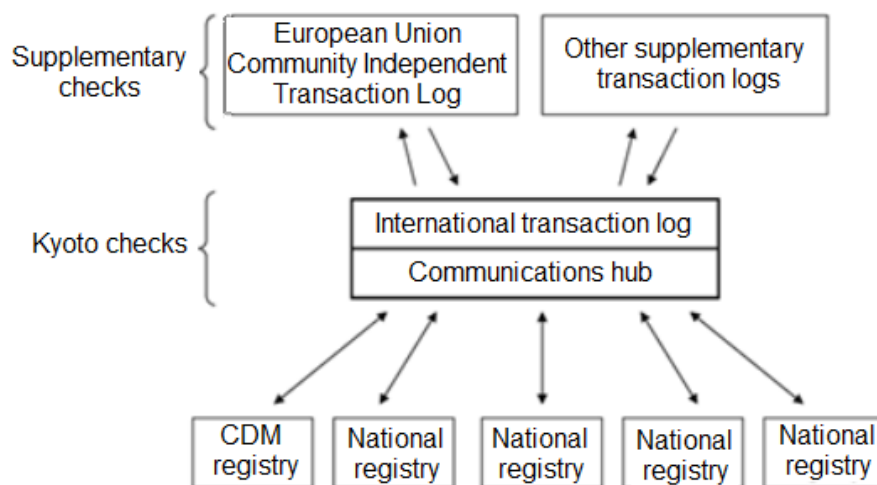 Supplementary
checks
European Union
Community Independent
Transaction Log
Other supplementary
transaction logs
Kyoto checks
International transaction log
Communications hub
CDM
registry
National
registry
National
registry
National
registry
National
registry